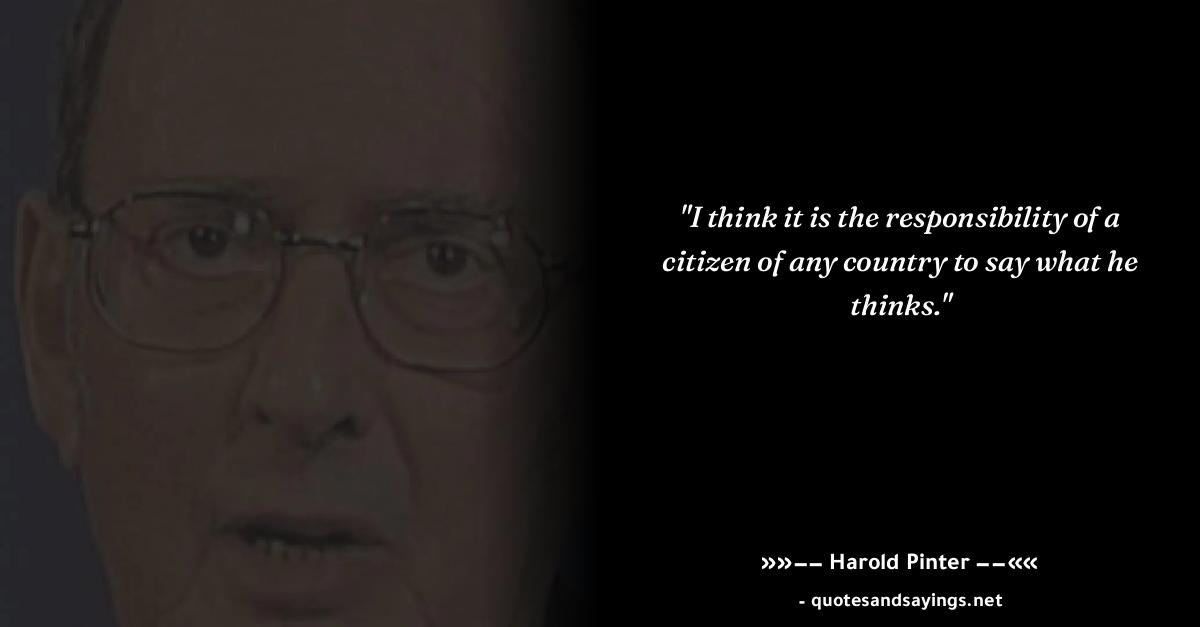 "I think it is the responsibility of a
citizen of any country to say what he
thinks."
»»−− Harold Pinter −−««
- quotesandsayings.net